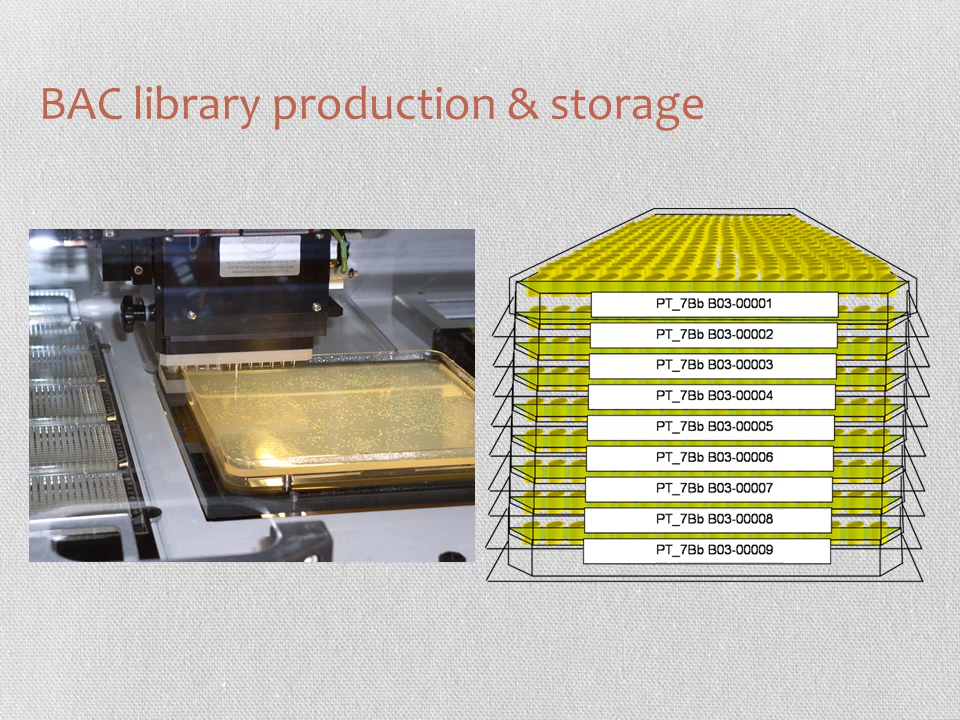 BAC library production & storage
PT_7Bb B03-00001
PT_7Bb B03-00002
PT_7Bb B03-00003
PT_7Bb B03-00004
PT_7Bb B03-00005
PT_7Bb B03-00006
PT_7Bb B03-00007
PT_7Bb B03-00008
PT_7Bb B03-00009